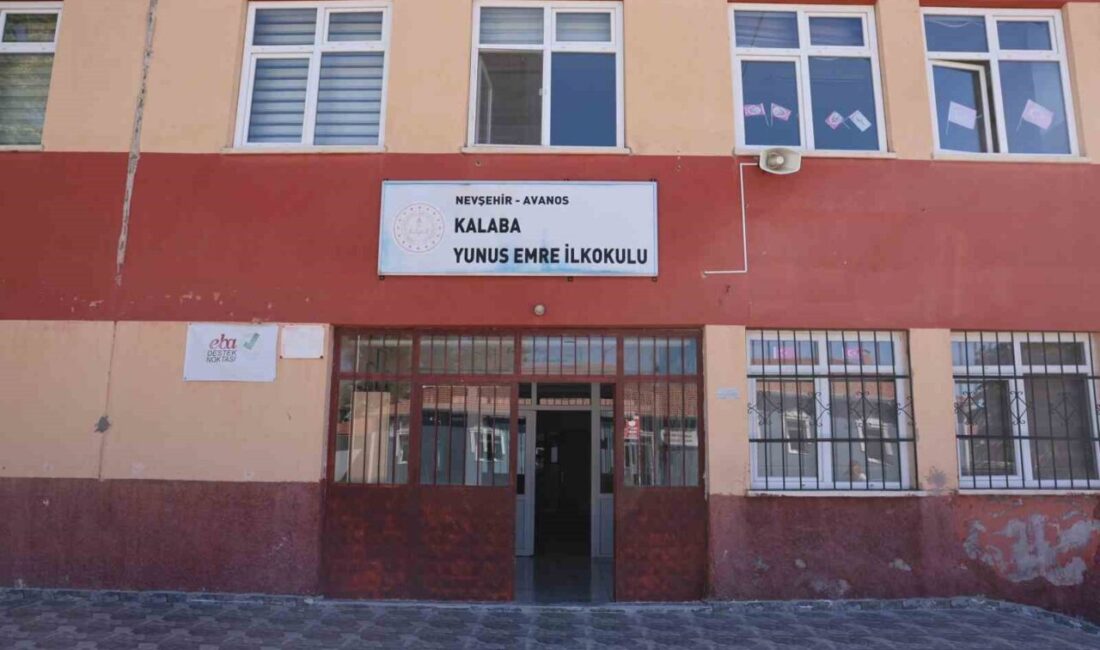 NEVŞEHİR - AVANOS
KALABA
YUNUS EMRE İLKOKULU
eba
DESTEK
NOKTASI